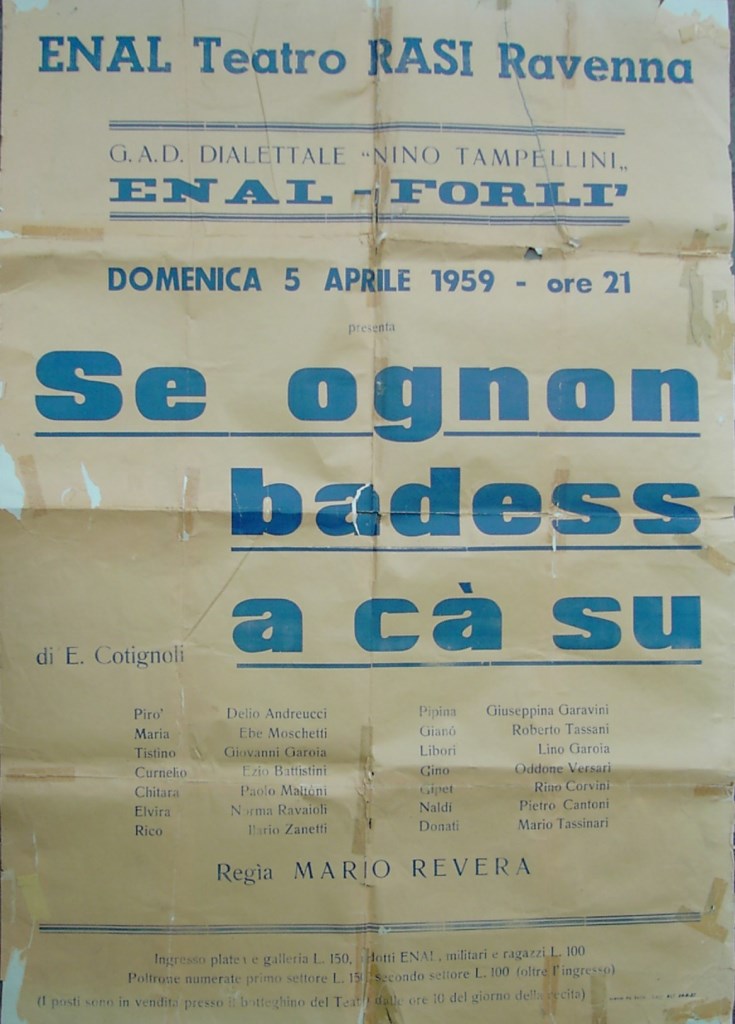 ENAL Teatro RASI Ravenna
G.A.D. DIALETTALE “NINO TAMPELLINI„
ENAL - FORLI'
DOMENICA 5 APRILE 1959 - ore 21
presenta
Se ognon
badess
a cà su
di E. Cotignoli
Piro' Delio Andreucci
Maria Ebe Moschetti
Tistino Giovanni Garoia
Curnelio Ezio Battistini
Chitara Paolo Maltoni
Elvira Norma Ravaioli
Rico Ilario Zanetti
Pipina Giuseppina Garavini
Gianó Roberto Tassani
Libori Lino Garoia
Gino Oddone Versari
Gipet Rino Corvini
Naldi Pietro Cantoni
Donati Mario Tassinari
Regìa MARIO REVERA
Ingresso platea e galleria L. 150, ridotti ENAL, militari e ragazzi L. 100
Poltrone numerate primo settore L. 150 secondo settore L. 100 (oltre l'ingresso)
(I posti sono in vendita presso il botteghino del Teatro dalle ore 10 del giorno della recita)